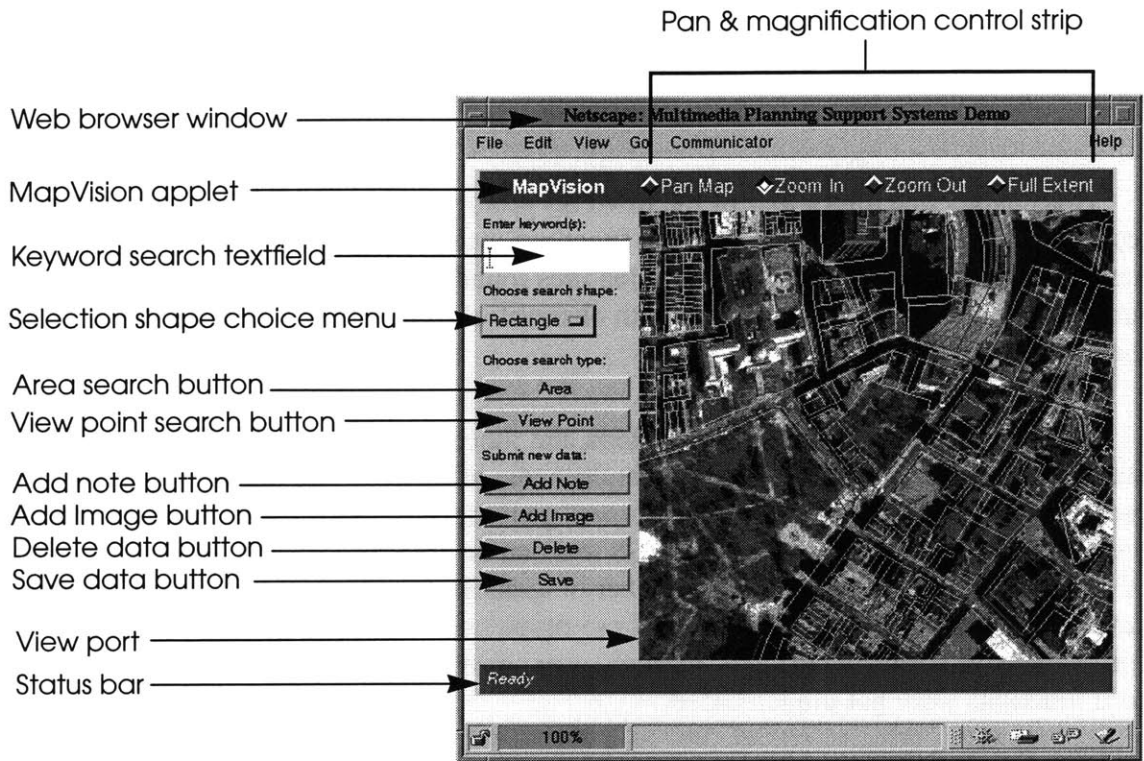 Pan & magnification control strip
Web browser window
Netscape: Multimedia Planning Support Systems Demo
File Edit View Go Communicator Help
MapVision applet
MapVision Pan Map Zoom In Zoom Out Full Extent
Enter keyword(s):
Keyword search textfield
Choose search shape:
Selection shape choice menu
Rectangle
Choose search type:
Area search button
Area
View point search button
View Point
Submit new data:
Add note button
Add Note
Add Image button
Add Image
Delete data button
Delete
Save data button
Save
View port
Status bar
Ready
100%